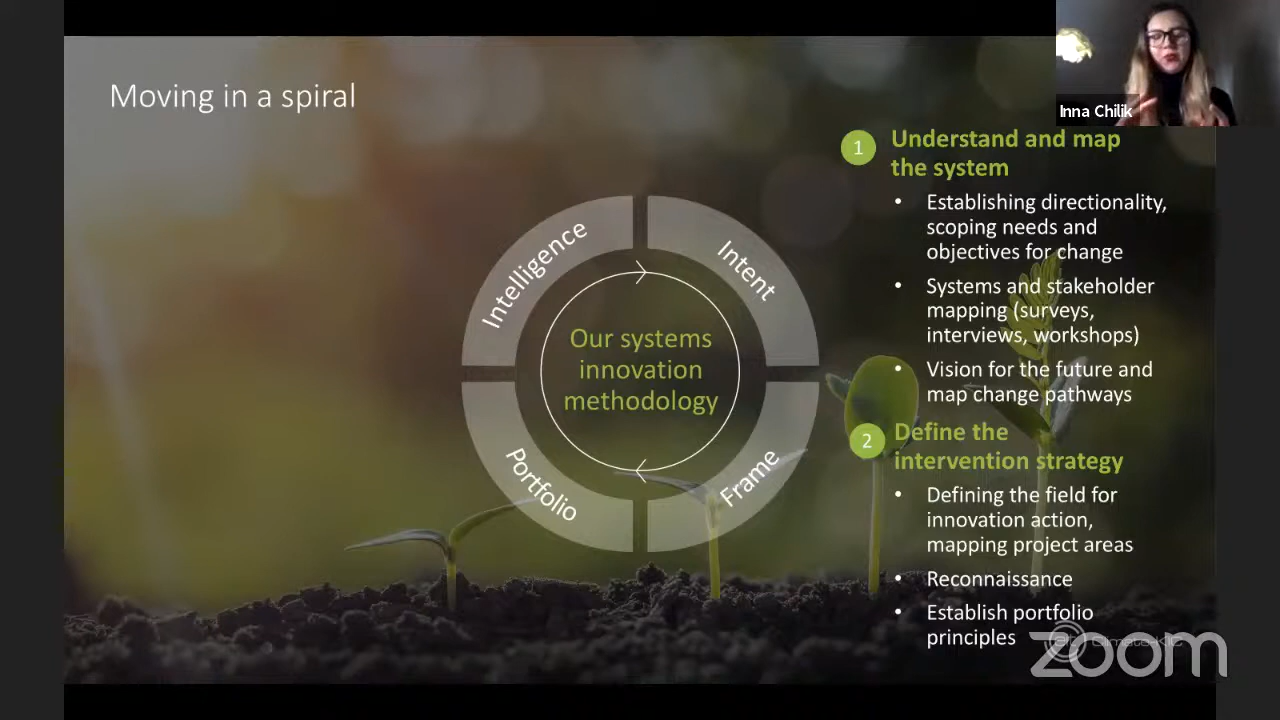 Moving in a spiral
Inna Chilik
Intelligence
Intent
Our systems
innovation
methodology
Portfolio
Frame
1
Understand and map
the system
• Establishing directionality,
scoping needs and
objectives for change
• Systems and stakeholder
mapping (surveys,
interviews, workshops)
• Vision for the future and
map change pathways
2
Define the
intervention strategy
• Defining the field for
innovation action,
mapping project areas
• Reconnaissance
• Establish portfolio
principles
Climate-KIC
zoom